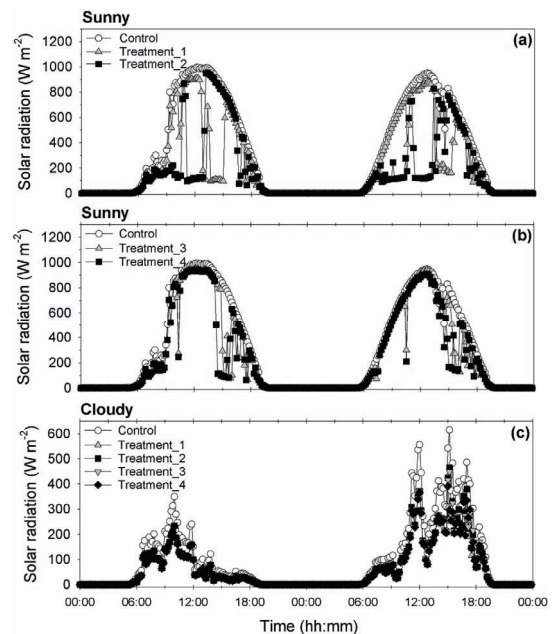 Sunny
(a)
Control
Treatment_1
Treatment_2
Solar radiation (W m-2)
1200
1000
800
600
400
200
0
Sunny
(b)
Control
Treatment_3
Treatment_4
Solar radiation (W m-2)
1200
1000
800
600
400
200
0
Cloudy
(c)
Control
Treatment_1
Treatment_2
Treatment_3
Treatment_4
Solar radiation (W m-2)
600
500
400
300
200
100
0
00:00 06:00 12:00 18:00 00:00 06:00 12:00 18:00 00:00
Time (hh:mm)